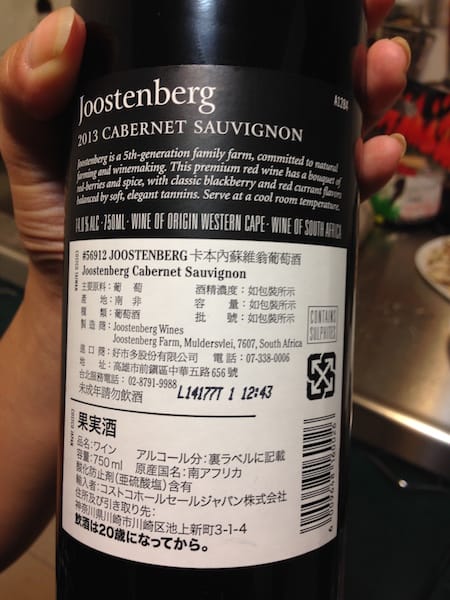 Joostenberg
A1284
2013 CABERNET SAUVIGNON
Joostenberg is a 5th-generation family farm, committed to natural
farming and winemaking. This premium red wine has a bouquet of
red-berries and spice, with classic blackberry and red currant flavors
balanced by soft, elegant tannins. Serve at a cool room temperature.
14.0% ALC · 750ML · WINE OF ORIGIN WESTERN CAPE · WINE OF SOUTH AFRICA
#56912 JOOSTENBERG 卡本內蘇維翁葡萄酒
Joostenberg Cabernet Sauvignon
主要原料：葡 萄 酒精濃度：如包裝所示
產 地：南 非 容 量：如包裝所示
種 類：葡萄酒 批 號：如包裝所示
製 造 商：Joostenberg Wines
Joostenberg Farm, Muldersvlei, 7607, South Africa
進 口 商：好市多股份有限公司 電話：07-338-0006
地 址：高雄市前鎮區中華五路 656 號
台北服務電話：02-8791-9988
未成年請勿飲酒
L14177T 1 12:43
CONTAINS
SULPHITES
果実酒
品名：ワイン アルコール分：裏ラベルに記載
容量：750ml 原産国名：南アフリカ
酸化防止剤（亜硫酸塩）含有
輸入者：コストコホールセールジャパン株式会社
住所及び引き取り先：
神奈川県川崎市川崎区池上新町3-1-4
飲酒は20歳になってから。